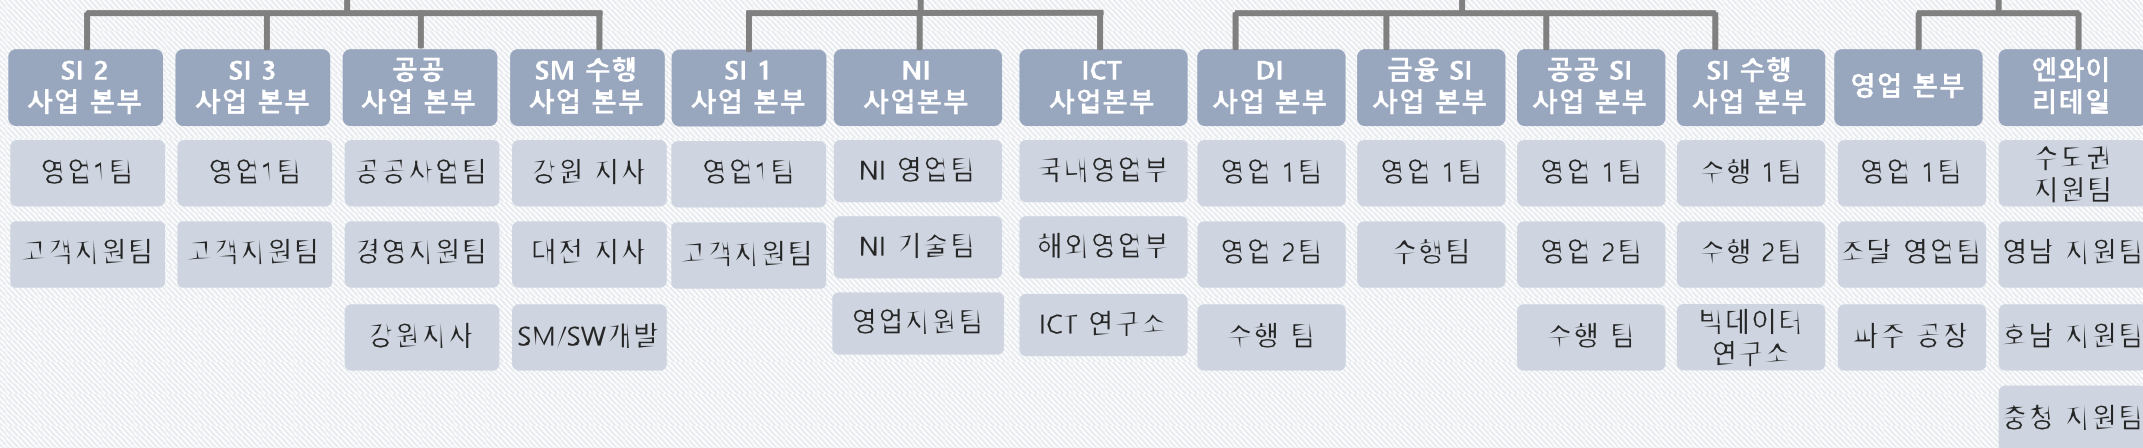 SI 2
사업 본부
SI 3
사업 본부
공공
사업 본부
SM 수행
사업 본부
SI 1
사업 본부
NI
사업본부
ICT
사업본부
DI
사업 본부
금융 SI
사업 본부
공공 SI
사업 본부
SI 수행
사업 본부
영업 본부
엔와이
리테일
영업1팀
영업1팀
공공사업팀
강원 지사
영업1팀
NI 영업팀
국내영업부
영업 1팀
영업 1팀
영업 1팀
수행 1팀
영업 1팀
수도권
지원팀
고객지원팀
고객지원팀
경영지원팀
대전 지사
고객지원팀
NI 기술팀
해외영업부
영업 2팀
수행팀
영업 2팀
수행 2팀
조달 영업팀
영남 지원팀
강원지사
SM/SW개발
영업지원팀
ICT 연구소
수행 팀
수행 팀
빅데이터
연구소
파주 공장
호남 지원팀
충청 지원팀